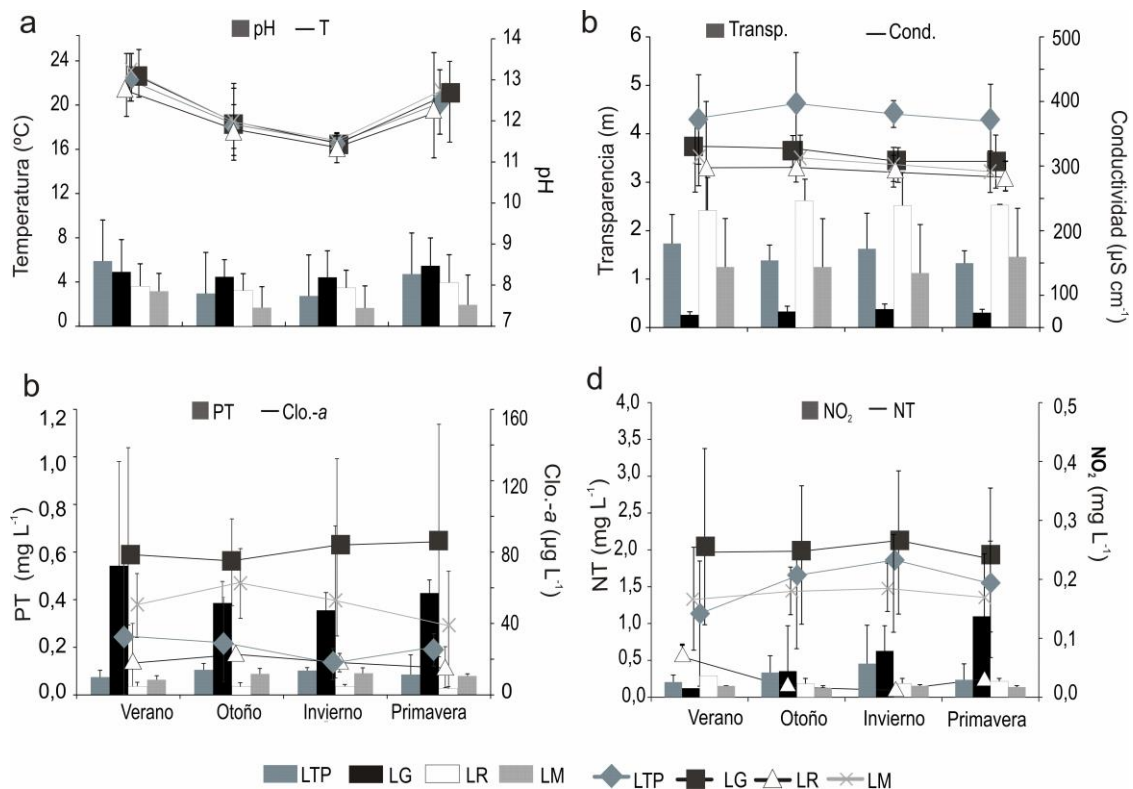 a
pH T
24
20
16
12
8
4
0
Temperatura (ºC)
14
13
12
11
10
9
8
7
pH
b
Transp. Cond.
6
5
4
3
2
1
0
Transparencia (m)
500
400
300
200
100
0
Conductividad (µS cm⁻¹)
b
PT Clo.-a
1,2
1,0
0,8
0,6
0,4
0,2
0,0
PT (mg L⁻¹)
160
120
80
40
0
Clo.-a (µg L⁻¹)
Verano Otoño Invierno Primavera
d
NO₂ NT
4,0
3,5
3,0
2,5
2,0
1,5
1,0
0,5
0,0
NT (mg L⁻¹)
0,5
0,4
0,3
0,2
0,1
0,0
NO₂ (mg L⁻¹)
Verano Otoño Invierno Primavera
LTP LG LR LM LTP LG LR LM